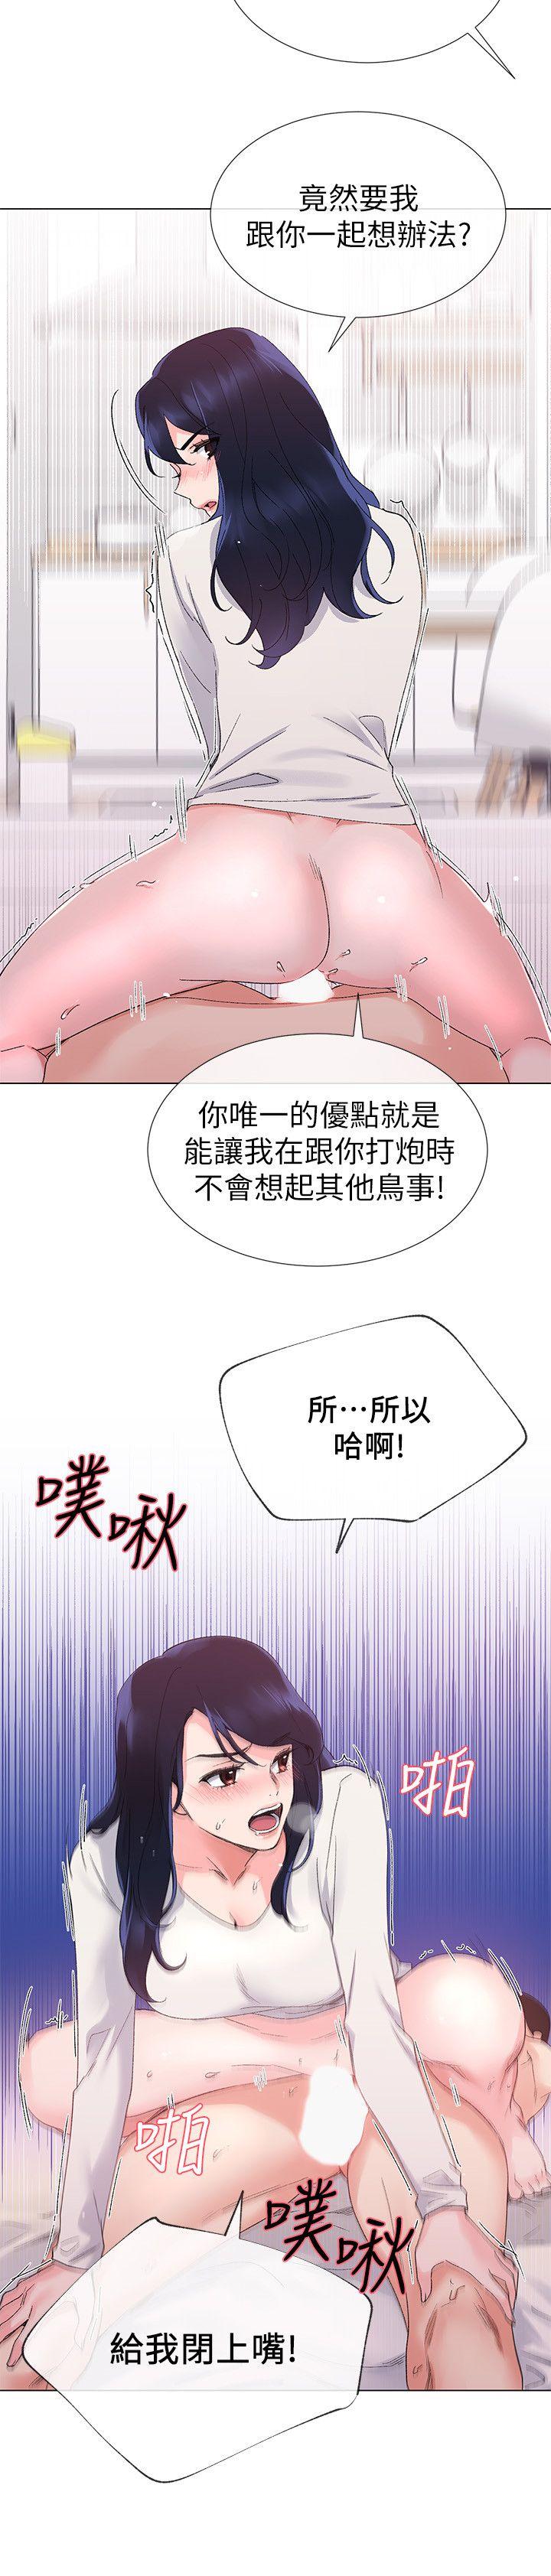 竟然要我
跟你一起想辦法?
你唯一的優點就是
能讓我在跟你打炮時
不會想起其他鳥事!
所…所以
哈啊!
噗啾
啪
啪
噗啾
給我閉上嘴!